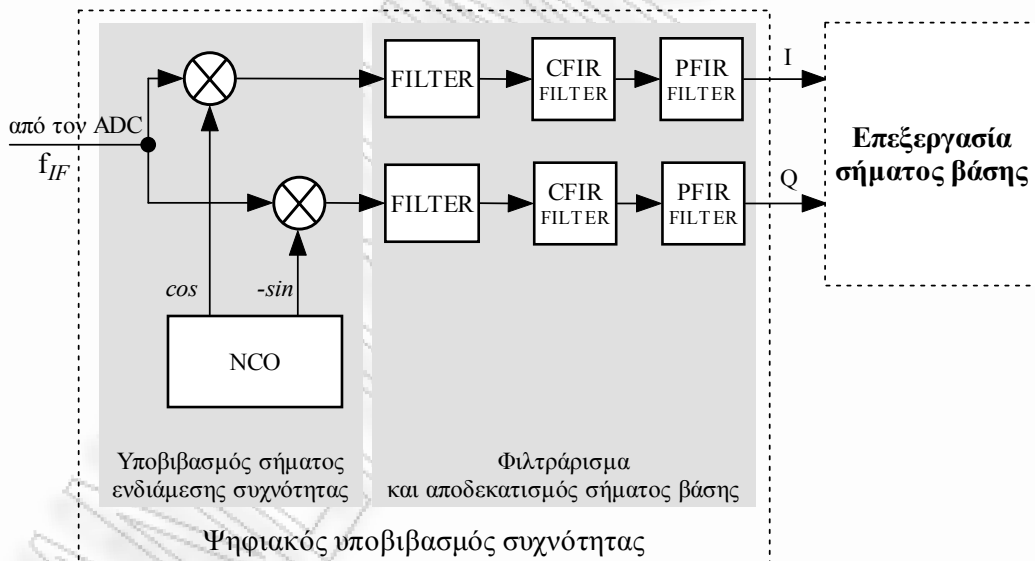 από τον ADC
f_IF
FILTER
CFIR
FILTER
PFIR
FILTER
I
FILTER
CFIR
FILTER
PFIR
FILTER
Q
Επεξεργασία
σήματος βάσης
cos
-sin
NCO
Υποβιβασμός σήματος
ενδιάμεσης συχνότητας
Φιλτράρισμα
και αποδεκατισμός σήματος βάσης
Ψηφιακός υποβιβασμός συχνότητας